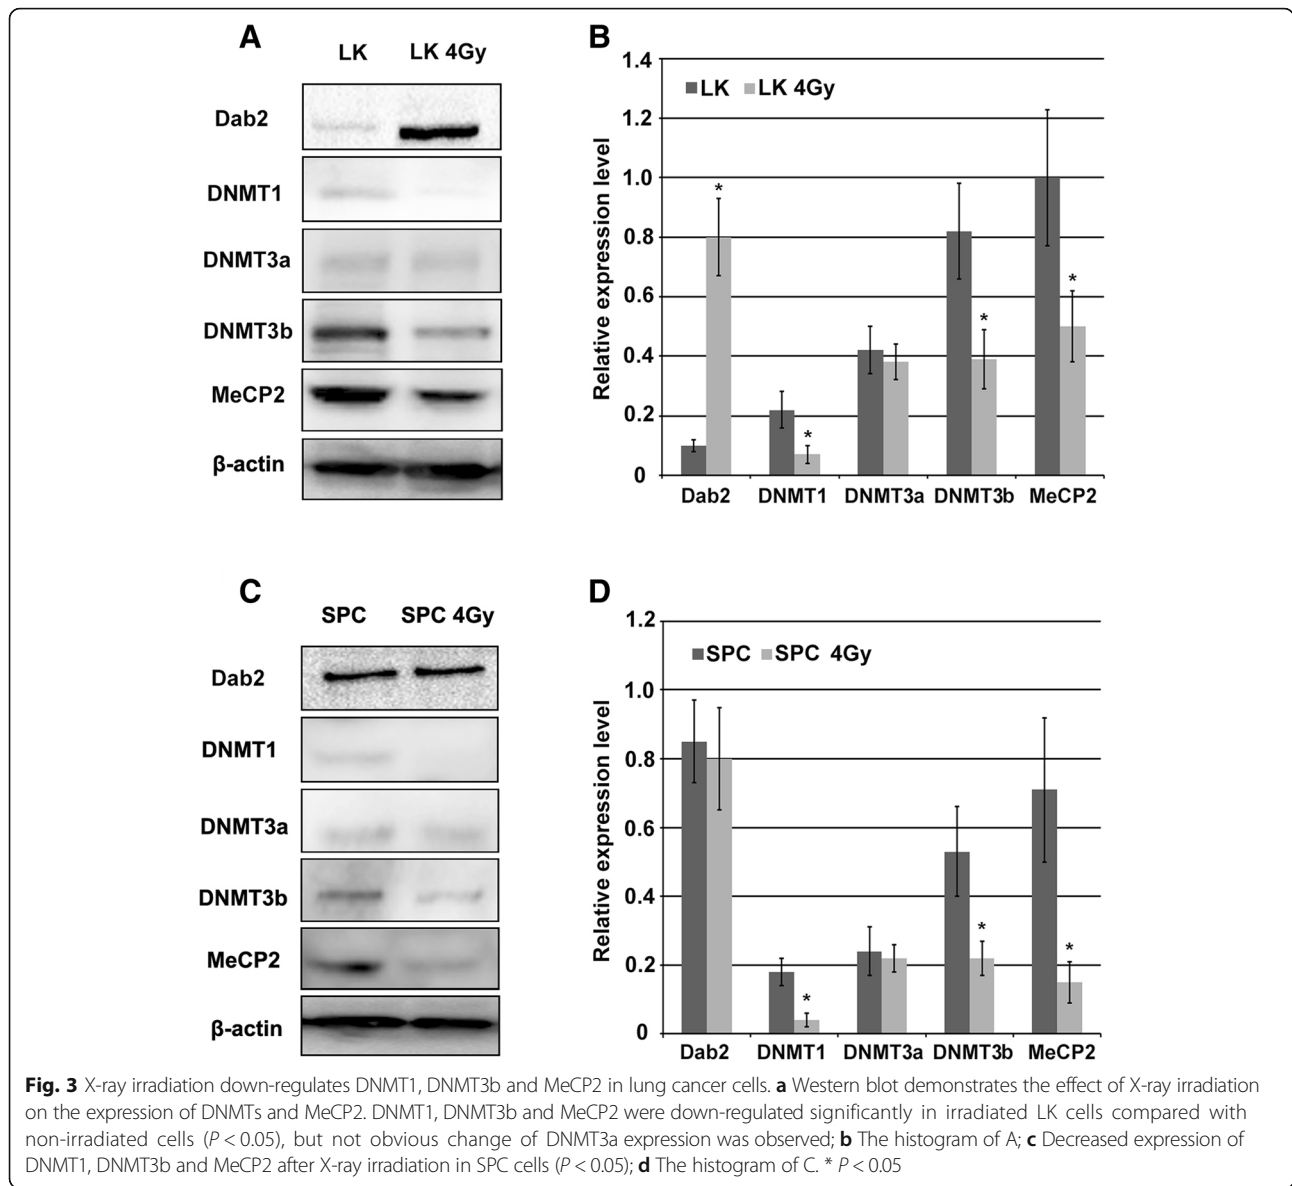 A
LK LK 4Gy
Dab2
DNMT1
DNMT3a
DNMT3b
MeCP2
β-actin
B
Relative expression level
1.4
1.2
1.0
0.8
0.6
0.4
0.2
0
LK LK 4Gy
*
*
*
*
Dab2 DNMT1 DNMT3a DNMT3b MeCP2
C
SPC SPC 4Gy
Dab2
DNMT1
DNMT3a
DNMT3b
MeCP2
β-actin
D
Relative expression level
1.2
1.0
0.8
0.6
0.4
0.2
0
SPC SPC 4Gy
*
*
*
Dab2 DNMT1 DNMT3a DNMT3b MeCP2
Fig. 3 X-ray irradiation down-regulates DNMT1, DNMT3b and MeCP2 in lung cancer cells. a Western blot demonstrates the effect of X-ray irradiation
on the expression of DNMTs and MeCP2. DNMT1, DNMT3b and MeCP2 were down-regulated significantly in irradiated LK cells compared with
non-irradiated cells (P < 0.05), but not obvious change of DNMT3a expression was observed; b The histogram of A; c Decreased expression of
DNMT1, DNMT3b and MeCP2 after X-ray irradiation in SPC cells (P < 0.05); d The histogram of C. * P < 0.05